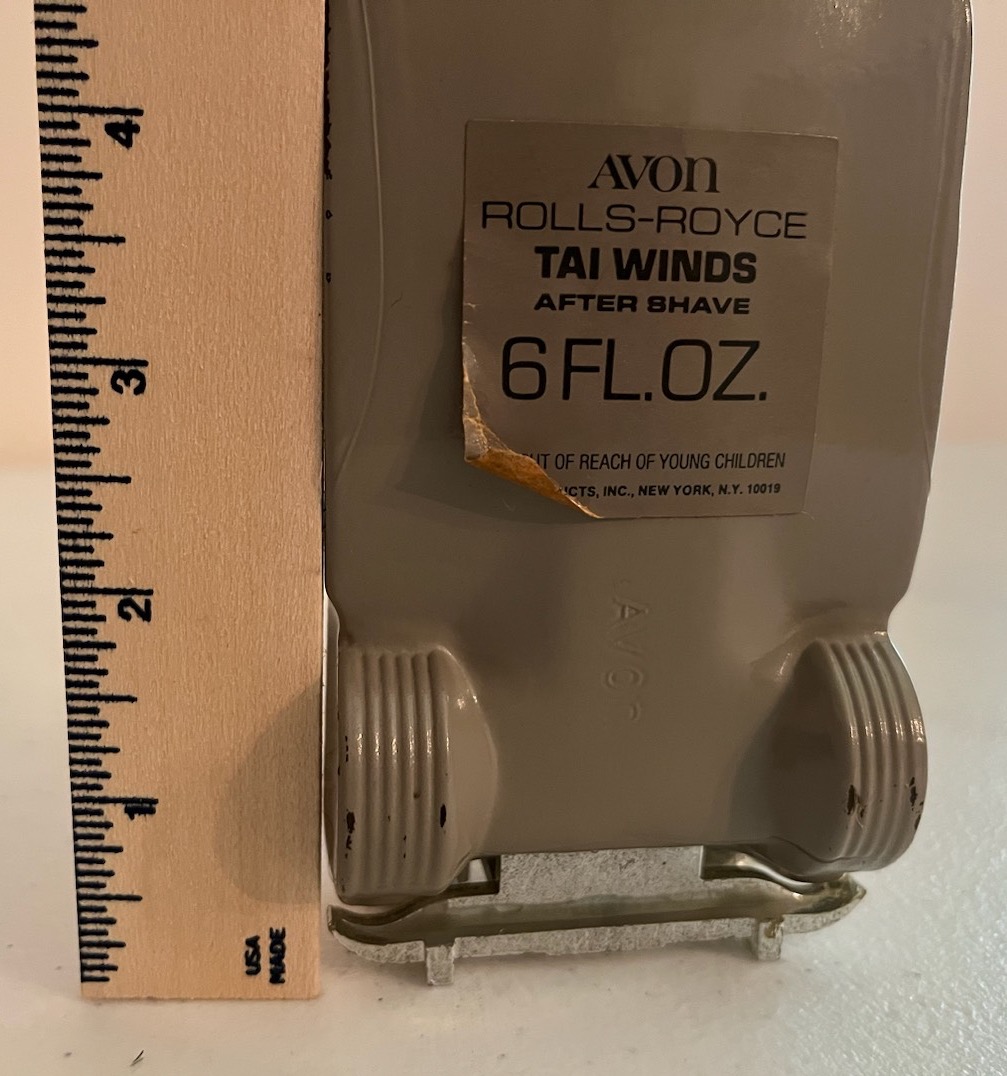 4
3
2
1
USA
MADE
AVON
ROLLS-ROYCE
TAI WINDS
AFTER SHAVE
6 FL.OZ.
OF REACH OF YOUNG CHILDREN
INC., NEW YORK, N.Y. 10019